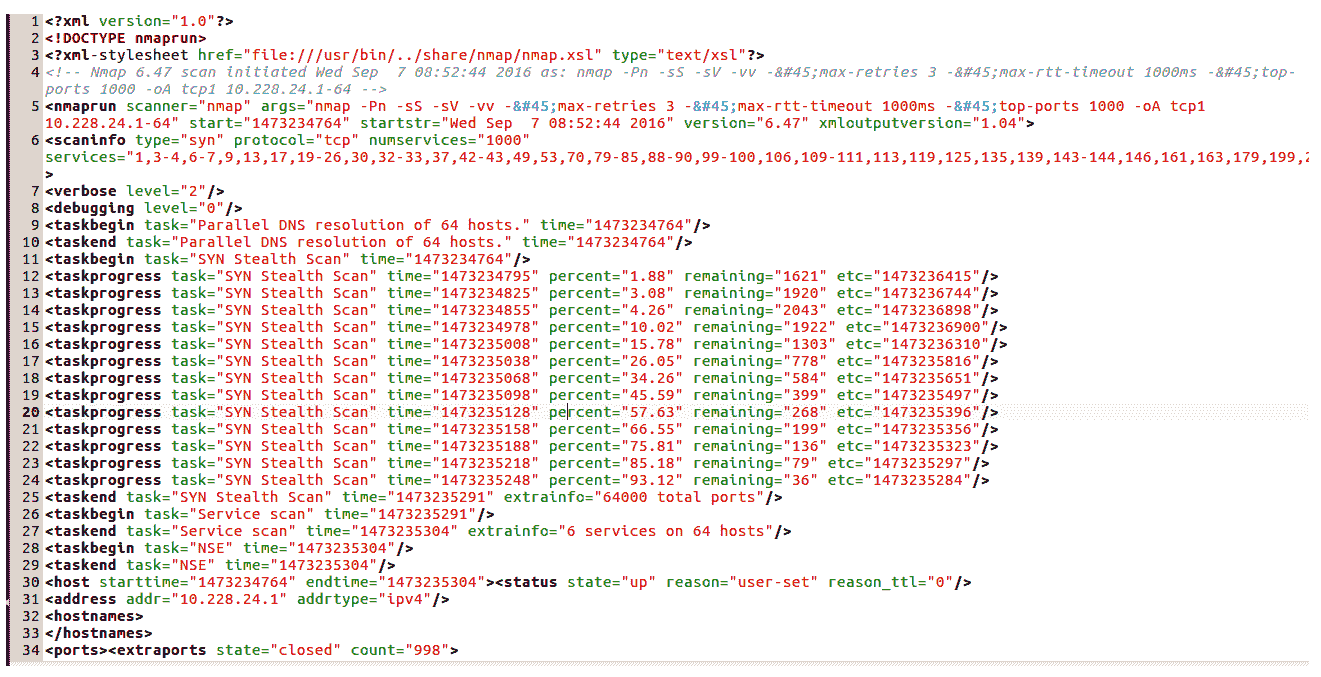 1 <?xml version="1.0"?>
2 <!DOCTYPE nmaprun>
3 <?xml-stylesheet href="file:///usr/bin/../share/nmap/nmap.xsl" type="text/xsl"?>
4 <!-- Nmap 6.47 scan initiated Wed Sep  7 08:52:44 2016 as: nmap -Pn -sS -sV -vv -&#45;max-retries 3 -&#45;max-rtt-timeout 1000ms -&#45;top-
ports 1000 -oA tcp1 10.228.24.1-64 -->
5 <nmaprun scanner="nmap" args="nmap -Pn -sS -sV -vv -&#45;max-retries 3 -&#45;max-rtt-timeout 1000ms -&#45;top-ports 1000 -oA tcp1
10.228.24.1-64" start="1473234764" startstr="Wed Sep  7 08:52:44 2016" version="6.47" xmloutputversion="1.04">
6 <scaninfo type="syn" protocol="tcp" numservices="1000"
services="1,3-4,6-7,9,13,17,19-26,30,32-33,37,42-43,49,53,70,79-85,88-90,99-100,106,109-111,113,119,125,135,139,143-144,146,161,163,179,199,
>
7 <verbose level="2"/>
8 <debugging level="0"/>
9 <taskbegin task="Parallel DNS resolution of 64 hosts." time="1473234764"/>
10 <taskend task="Parallel DNS resolution of 64 hosts." time="1473234764"/>
11 <taskbegin task="SYN Stealth Scan" time="1473234764"/>
12 <taskprogress task="SYN Stealth Scan" time="1473234795" percent="1.88" remaining="1621" etc="1473236415"/>
13 <taskprogress task="SYN Stealth Scan" time="1473234825" percent="3.08" remaining="1920" etc="1473236744"/>
14 <taskprogress task="SYN Stealth Scan" time="1473234855" percent="4.26" remaining="2043" etc="1473236898"/>
15 <taskprogress task="SYN Stealth Scan" time="1473234978" percent="10.02" remaining="1922" etc="1473236900"/>
16 <taskprogress task="SYN Stealth Scan" time="1473235008" percent="15.78" remaining="1303" etc="1473236310"/>
17 <taskprogress task="SYN Stealth Scan" time="1473235038" percent="26.05" remaining="778" etc="1473235816"/>
18 <taskprogress task="SYN Stealth Scan" time="1473235068" percent="34.26" remaining="584" etc="1473235651"/>
19 <taskprogress task="SYN Stealth Scan" time="1473235098" percent="45.59" remaining="399" etc="1473235497"/>
20 <taskprogress task="SYN Stealth Scan" time="1473235128" percent="57.63" remaining="268" etc="1473235396"/>
21 <taskprogress task="SYN Stealth Scan" time="1473235158" percent="66.55" remaining="199" etc="1473235356"/>
22 <taskprogress task="SYN Stealth Scan" time="1473235188" percent="75.81" remaining="136" etc="1473235323"/>
23 <taskprogress task="SYN Stealth Scan" time="1473235218" percent="85.18" remaining="79" etc="1473235297"/>
24 <taskprogress task="SYN Stealth Scan" time="1473235248" percent="93.12" remaining="36" etc="1473235284"/>
25 <taskend task="SYN Stealth Scan" time="1473235291" extrainfo="64000 total ports"/>
26 <taskbegin task="Service scan" time="1473235291"/>
27 <taskend task="Service scan" time="1473235304" extrainfo="6 services on 64 hosts"/>
28 <taskbegin task="NSE" time="1473235304"/>
29 <taskend task="NSE" time="1473235304"/>
30 <host starttime="1473234764" endtime="1473235304"><status state="up" reason="user-set" reason_ttl="0"/>
31 <address addr="10.228.24.1" addrtype="ipv4"/>
32 <hostnames>
33 </hostnames>
34 <ports><extraports state="closed" count="998">